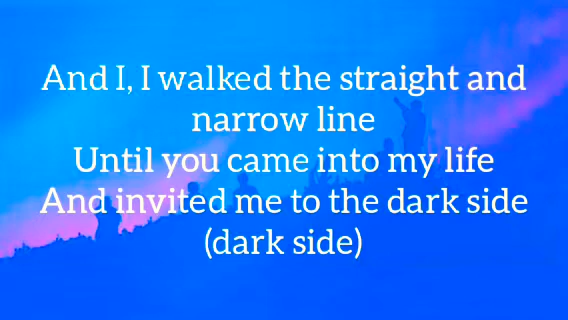 And I, I walked the straight and
narrow line
Until you came into my life
And invited me to the dark side
(dark side)